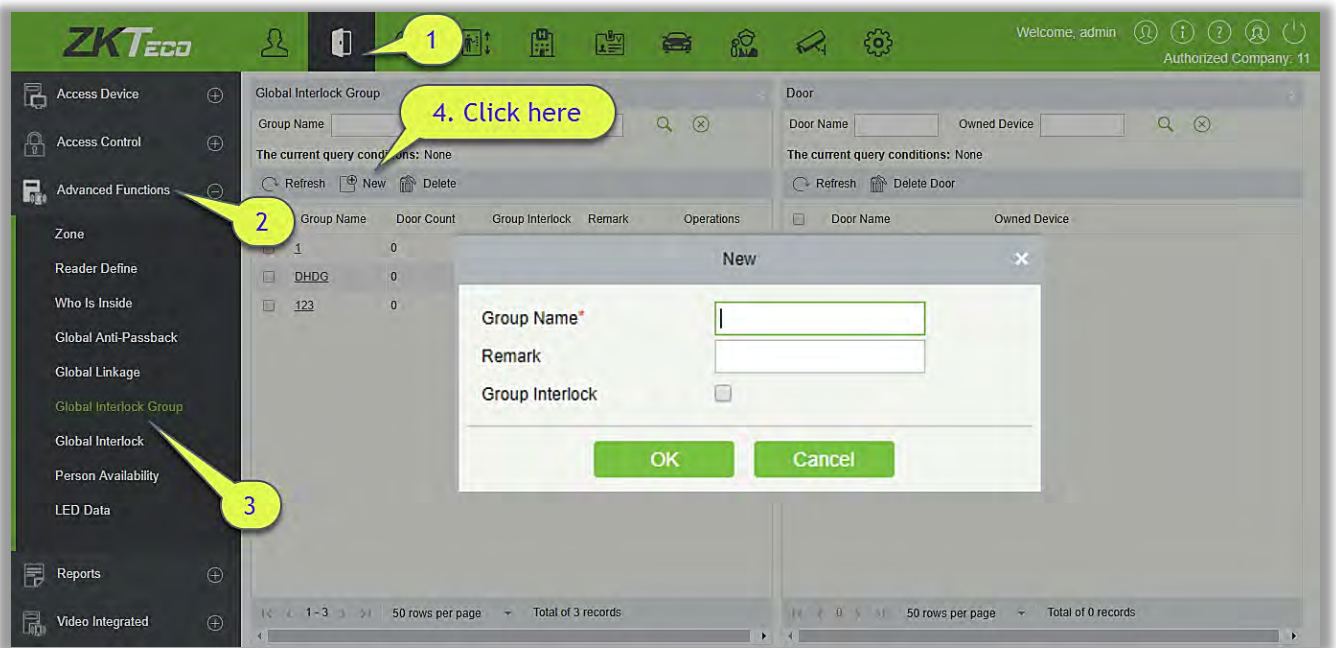 ZKTECO
1
Welcome, admin
Authorized Company: 11
Access Device
Access Control
Advanced Functions
2
Zone
Reader Define
Who Is Inside
Global Anti-Passback
Global Linkage
Global Interlock Group
Global Interlock
Person Availability
LED Data
3
Reports
Video Integrated
Global Interlock Group
Group Name
4. Click here
The current query conditions: None
Refresh New Delete
Group Name Door Count Group Interlock Remark Operations
1 0
DHDG 0
123 0
1-3 50 rows per page Total of 3 records
Door
Door Name Owned Device
The current query conditions: None
Refresh Delete Door
Door Name Owned Device
0 50 rows per page Total of 0 records
New
Group Name*
Remark
Group Interlock
OK Cancel